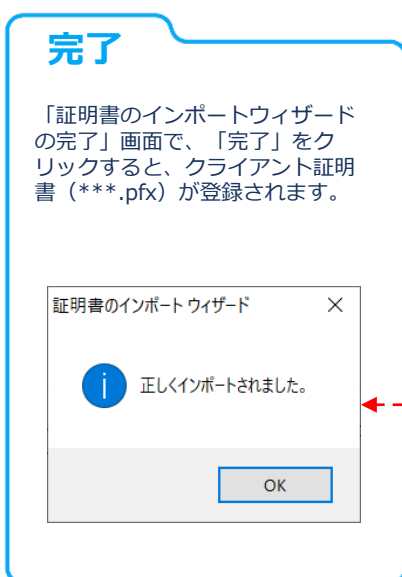 完了
「証明書のインポートウィザード
の完了」画面で、「完了」をク
リックすると、クライアント証明
書（***.pfx）が登録されます。
証明書のインポート ウィザード
正しくインポートされました。
OK